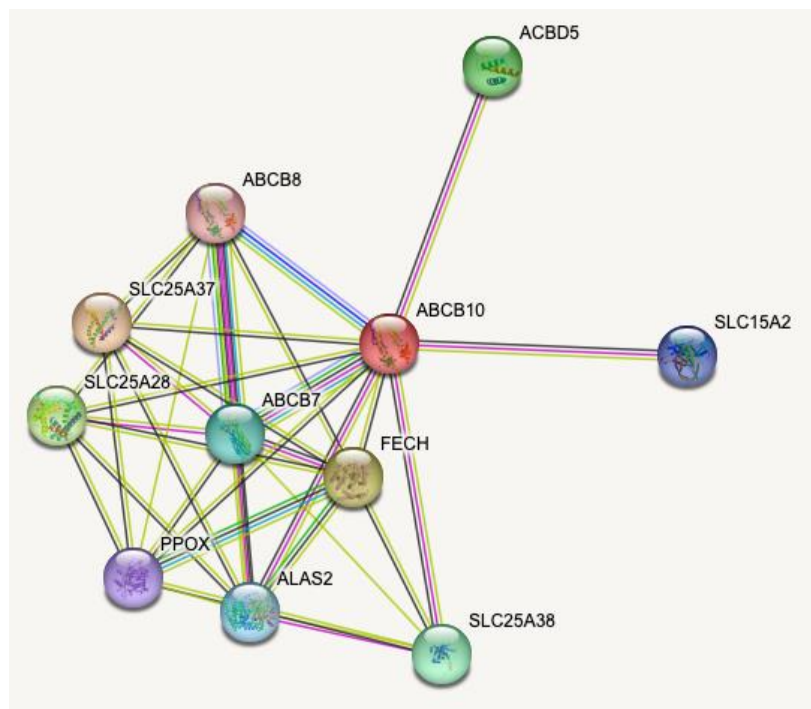 ACBD5
ABCB8
SLC25A37
ABCB10
SLC15A2
SLC25A28
ABCB7
FECH
PPOX
ALAS2
SLC25A38